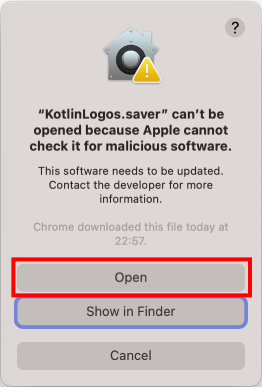 ?
“KotlinLogos.saver” can’t be
opened because Apple cannot
check it for malicious software.
This software needs to be updated.
Contact the developer for more
information.
Chrome downloaded this file today at
22:57.
Open
Show in Finder
Cancel